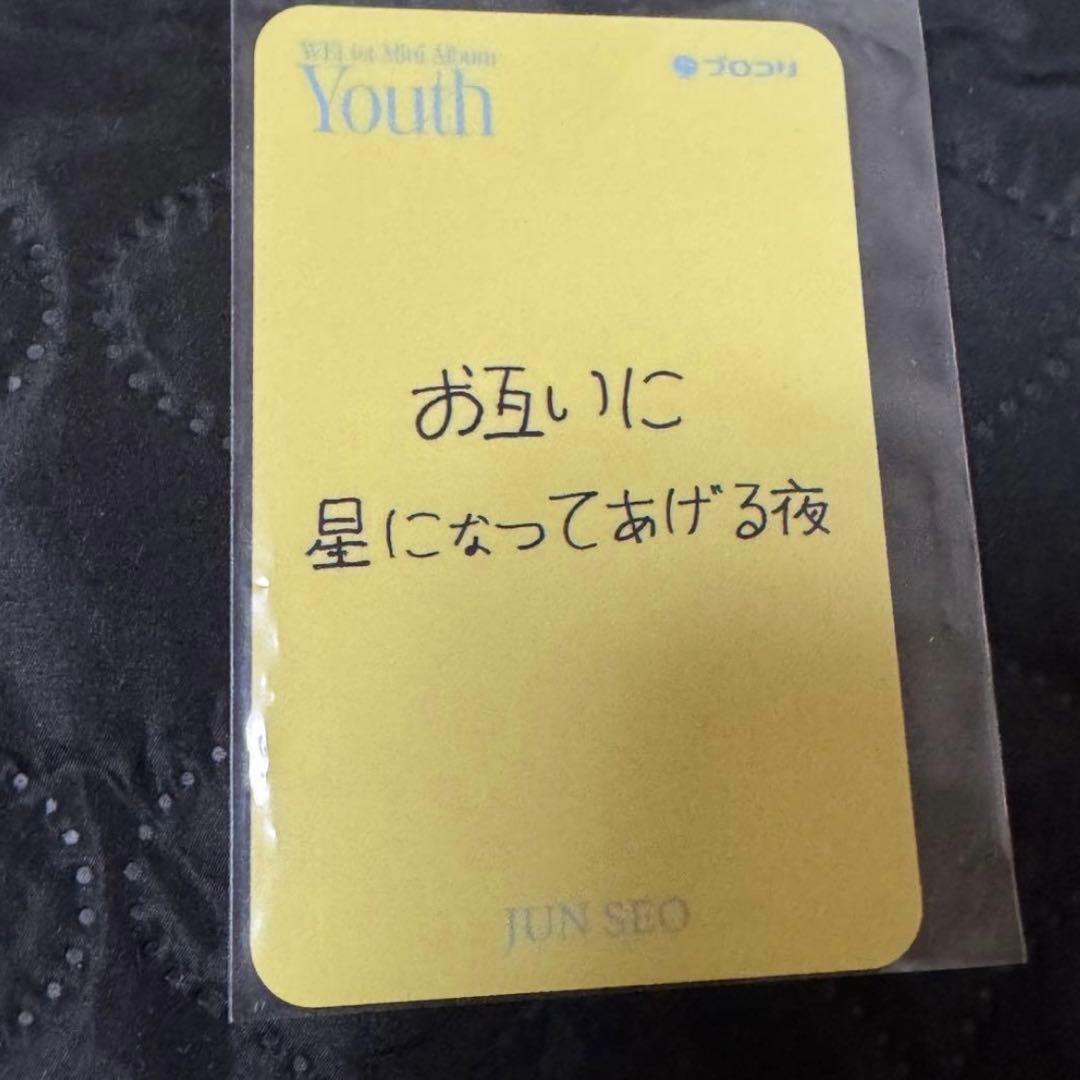 WEi 1st Mini Album
Youth
ブロコリ
お互いに
星になってあげる夜
JUN SEO